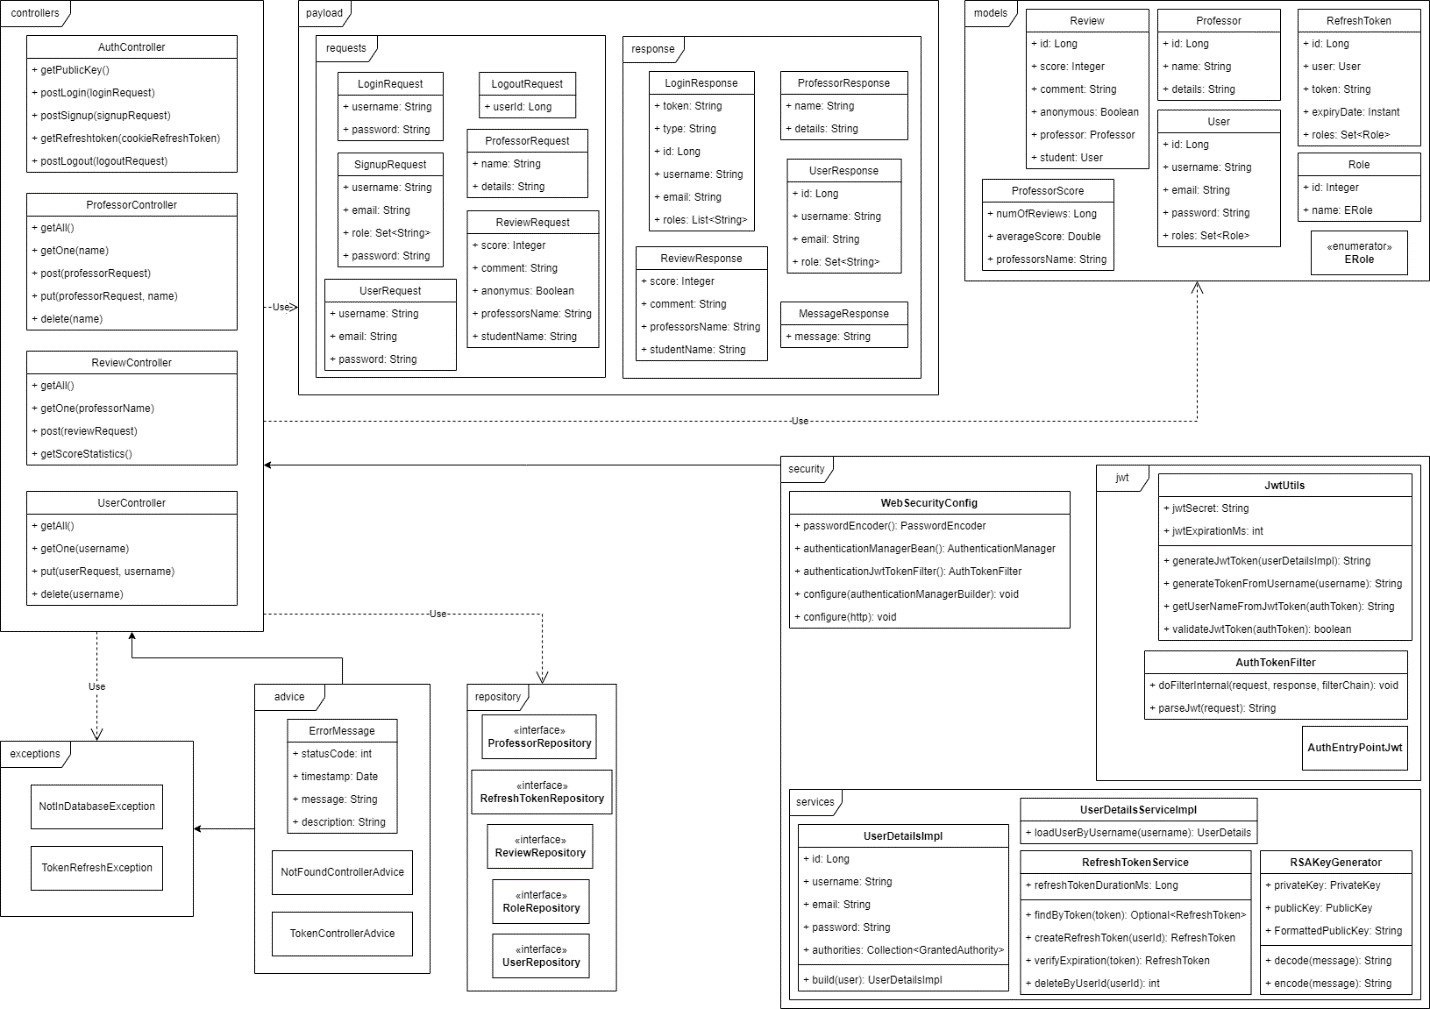 controllers
AuthController
+ getPublicKey()
+ postLogin(loginRequest)
+ postSignup(signupRequest)
+ getRefreshtoken(cookieRefreshToken)
+ postLogout(logoutRequest)
ProfessorController
+ getAll()
+ getOne(name)
+ post(professorRequest)
+ put(professorRequest, name)
+ delete(name)
ReviewController
+ getAll()
+ getOne(professorName)
+ post(reviewRequest)
+ getScoreStatistics()
UserController
+ getAll()
+ getOne(username)
+ put(userRequest, username)
+ delete(username)
Use
Use
Use
Use
payload
requests
LoginRequest
+ username: String
+ password: String
SignupRequest
+ username: String
+ email: String
+ role: Set<String>
+ password: String
UserRequest
+ username: String
+ email: String
+ password: String
LogoutRequest
+ userId: Long
ProfessorRequest
+ name: String
+ details: String
ReviewRequest
+ score: Integer
+ comment: String
+ anonymus: Boolean
+ professorsName: String
+ studentName: String
response
LoginResponse
+ token: String
+ type: String
+ id: Long
+ username: String
+ email: String
+ roles: List<String>
ReviewResponse
+ score: Integer
+ comment: String
+ professorsName: String
+ studentName: String
ProfessorResponse
+ name: String
+ details: String
UserResponse
+ id: Long
+ username: String
+ email: String
+ role: Set<String>
MessageResponse
+ message: String
models
Review
+ id: Long
+ score: Integer
+ comment: String
+ anonymous: Boolean
+ professor: Professor
+ student: User
ProfessorScore
+ numOfReviews: Long
+ averageScore: Double
+ professorsName: String
Professor
+ id: Long
+ name: String
+ details: String
User
+ id: Long
+ username: String
+ email: String
+ password: String
+ roles: Set<Role>
RefreshToken
+ id: Long
+ user: User
+ token: String
+ expiryDate: Instant
+ roles: Set<Role>
Role
+ id: Integer
+ name: ERole
«enumerator»
ERole
security
WebSecurityConfig
+ passwordEncoder(): PasswordEncoder
+ authenticationManagerBean(): AuthenticationManager
+ authenticationJwtTokenFilter(): AuthTokenFilter
+ configure(authenticationManagerBuilder): void
+ configure(http): void
jwt
JwtUtils
+ jwtSecret: String
+ jwtExpirationMs: int
+ generateJwtToken(userDetailsImpl): String
+ generateTokenFromUsername(username): String
+ getUserNameFromJwtToken(authToken): String
+ validateJwtToken(authToken): boolean
AuthTokenFilter
+ doFilterInternal(request, response, filterChain): void
+ parseJwt(request): String
AuthEntryPointJwt
services
UserDetailsImpl
+ id: Long
+ username: String
+ email: String
+ password: String
+ authorities: Collection<GrantedAuthority>
+ build(user): UserDetailsImpl
UserDetailsServiceImpl
+ loadUserByUsername(username): UserDetails
RefreshTokenService
+ refreshTokenDurationMs: Long
+ findByToken(token): Optional<RefreshToken>
+ createRefreshToken(userId): RefreshToken
+ verifyExpiration(token): RefreshToken
+ deleteByUserId(userId): int
RSAKeyGenerator
+ privateKey: PrivateKey
+ publicKey: PublicKey
+ FormattedPublicKey: String
+ decode(message): String
+ encode(message): String
exceptions
NotInDatabaseException
TokenRefreshException
advice
ErrorMessage
+ statusCode: int
+ timestamp: Date
+ message: String
+ description: String
NotFoundControllerAdvice
TokenControllerAdvice
repository
«interface»
ProfessorRepository
«interface»
RefreshTokenRepository
«interface»
ReviewRepository
«interface»
RoleRepository
«interface»
UserRepository